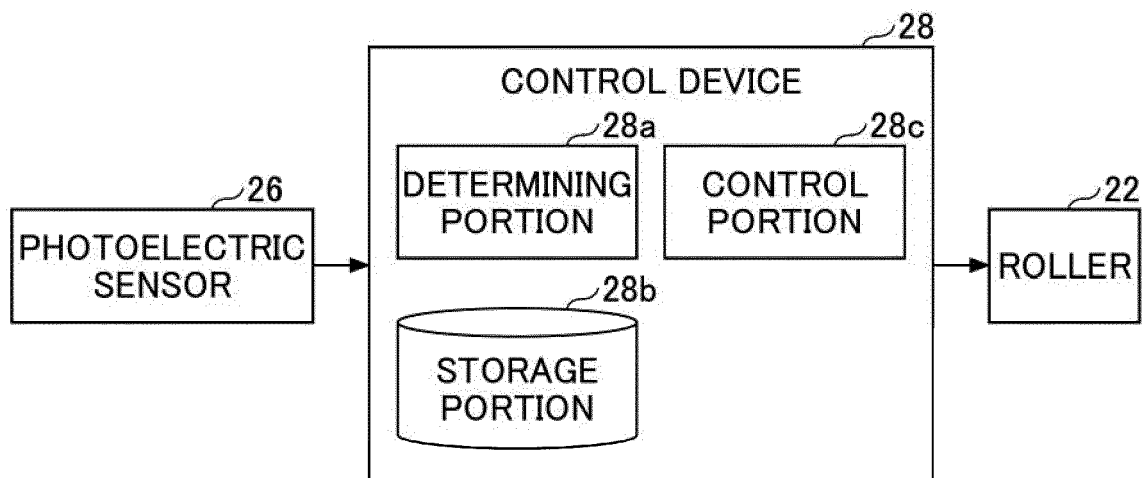 28
CONTROL DEVICE
28a
28c
DETERMINING
PORTION
CONTROL
PORTION
26
PHOTOELECTRIC
SENSOR
22
ROLLER
28b
STORAGE
PORTION